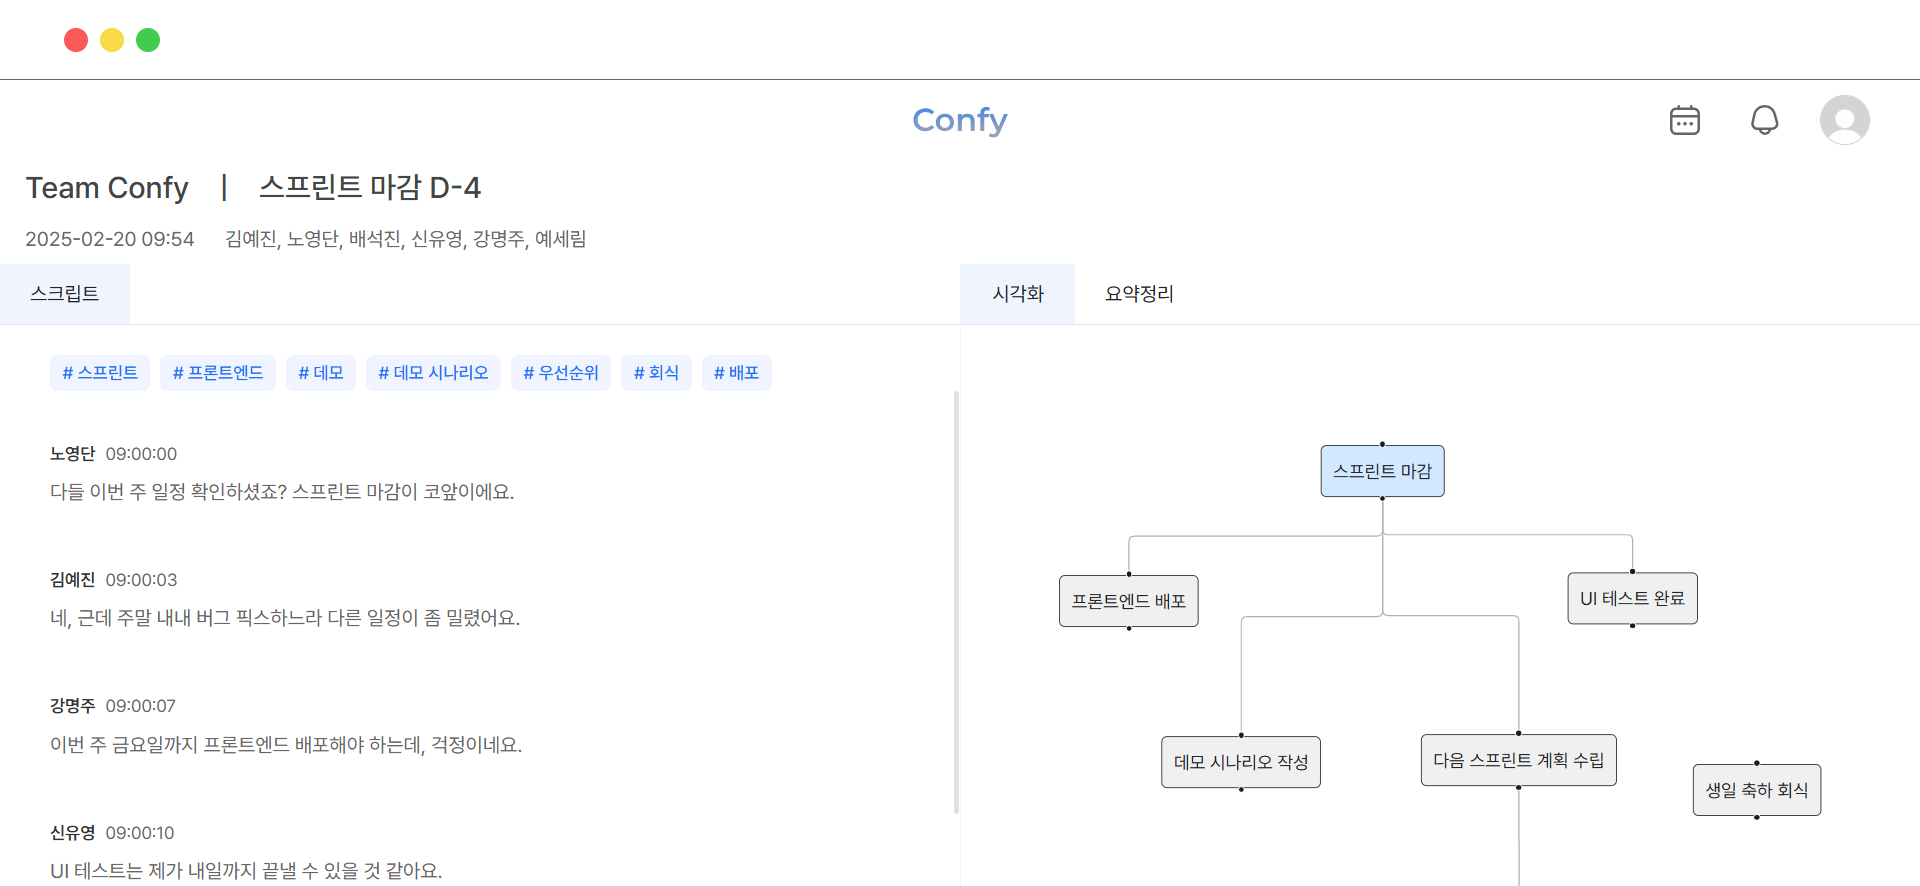 Confy
Team Confy | 스프린트 마감 D-4
2025-02-20 09:54 김예진, 노영단, 배석진, 신유영, 강명주, 예세림
스크립트
시각화 요약정리
# 스프린트 # 프론트엔드 # 데모 # 데모 시나리오 # 우선순위 # 회식 # 배포
노영단 09:00:00
다들 이번 주 일정 확인하셨죠? 스프린트 마감이 코앞이에요.
김예진 09:00:03
네, 근데 주말 내내 버그 픽스하느라 다른 일정이 좀 밀렸어요.
강명주 09:00:07
이번 주 금요일까지 프론트엔드 배포해야 하는데, 걱정이네요.
신유영 09:00:10
UI 테스트는 제가 내일까지 끝낼 수 있을 것 같아요.
스프린트 마감
프론트엔드 배포
UI 테스트 완료
데모 시나리오 작성
다음 스프린트 계획 수립
생일 축하 회식